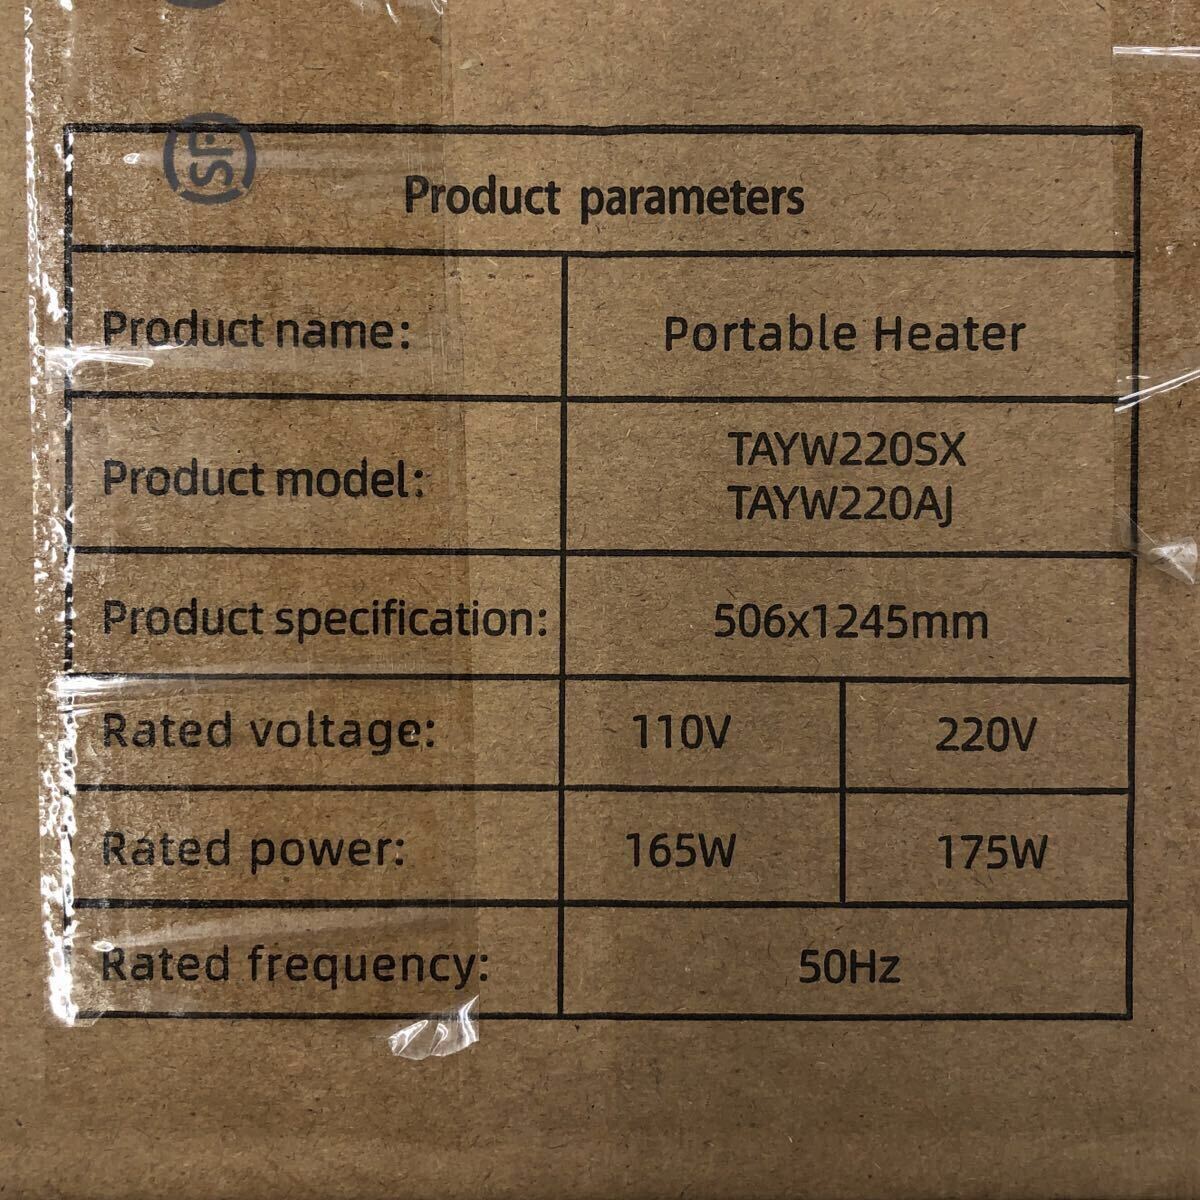 Product parameters
Product name: Portable Heater
Product model: TAYW220SX
TAYW220AJ
Product specification: 506x1245mm
Rated voltage: 110V 220V
Rated power: 165W 175W
Rated frequency: 50Hz